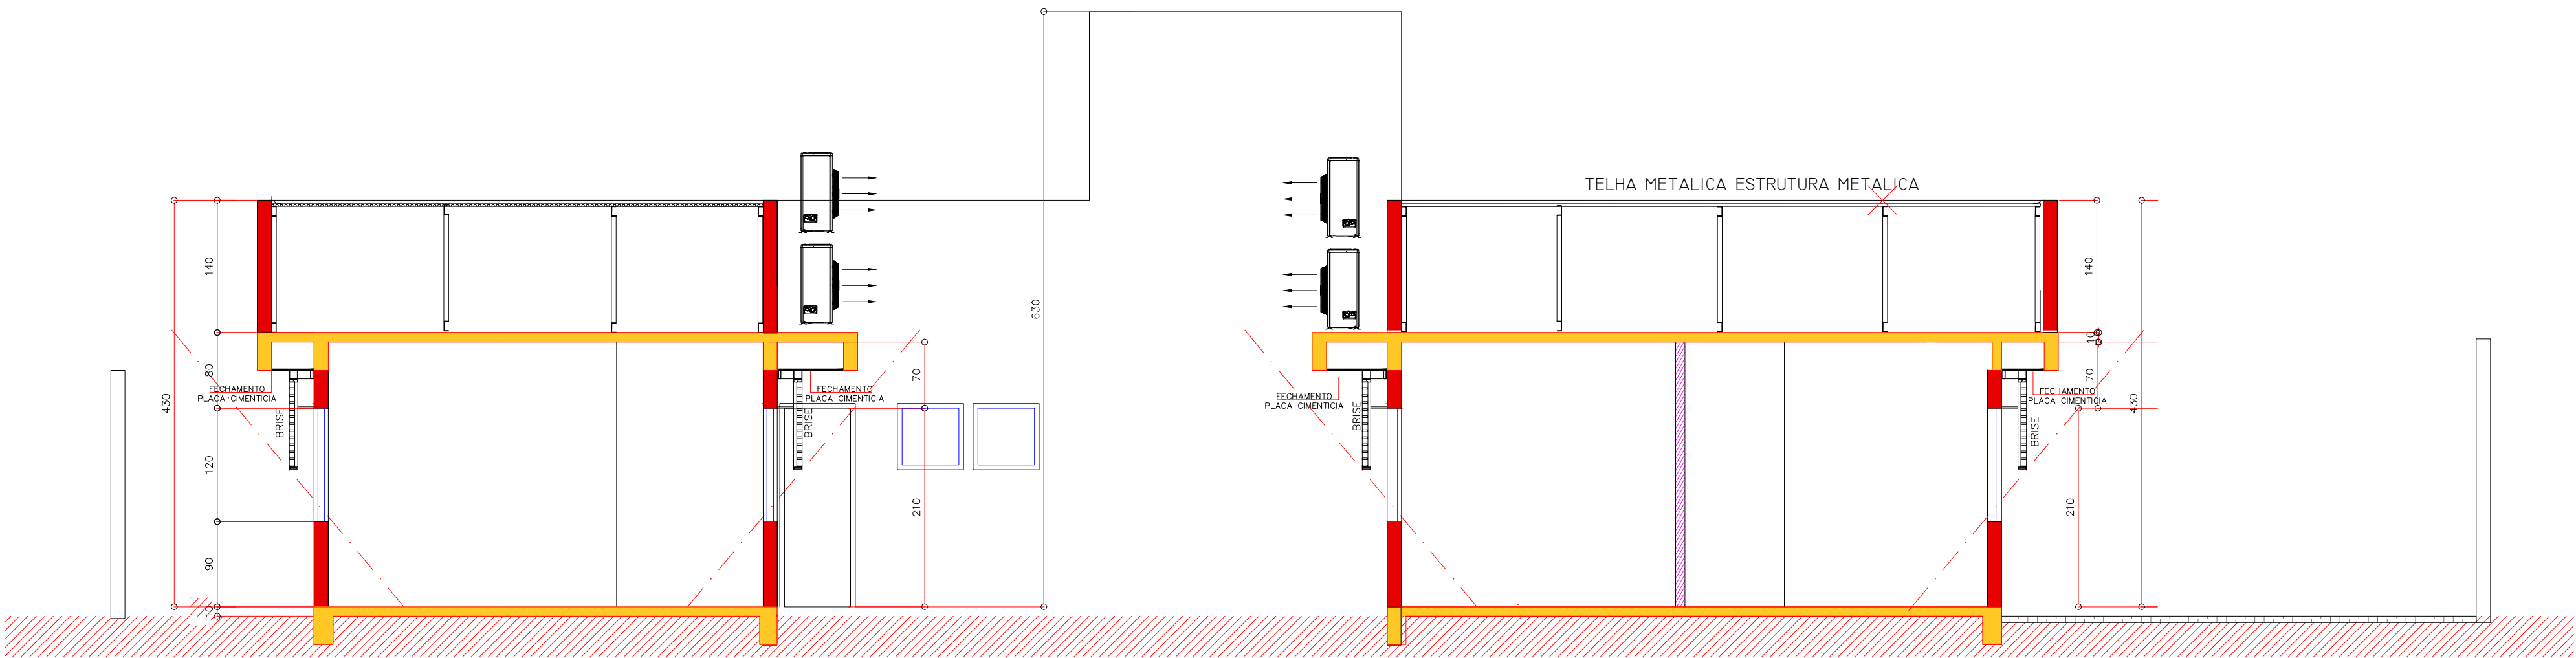 TELHA METALICA ESTRUTURA METALICA
140
80
430
FECHAMENTO
PLACA CIMENTICIA
BRISE
120
90
10
FECHAMENTO
PLACA CIMENTICIA
BRISE
70
210
630
FECHAMENTO
PLACA CIMENTICIA
BRISE
140
10
70
430
FECHAMENTO
PLACA CIMENTICIA
BRISE
210